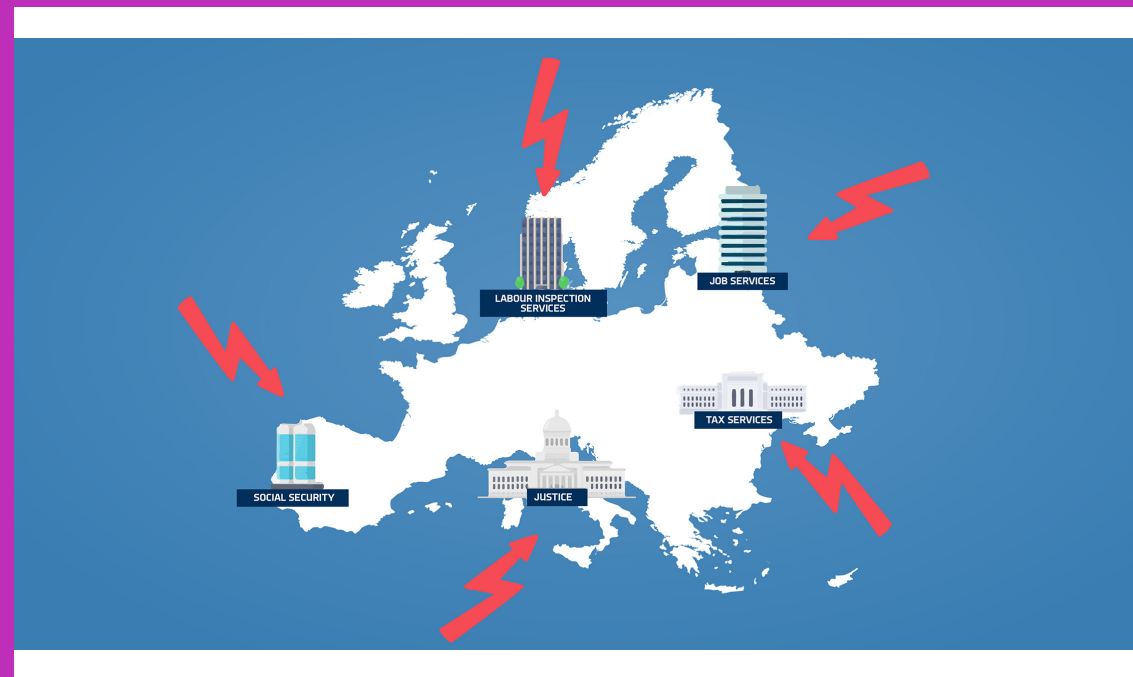 JOB SERVICES
LABOUR INSPECTION
SERVICES
TAX SERVICES
SOCIAL SECURITY
JUSTICE